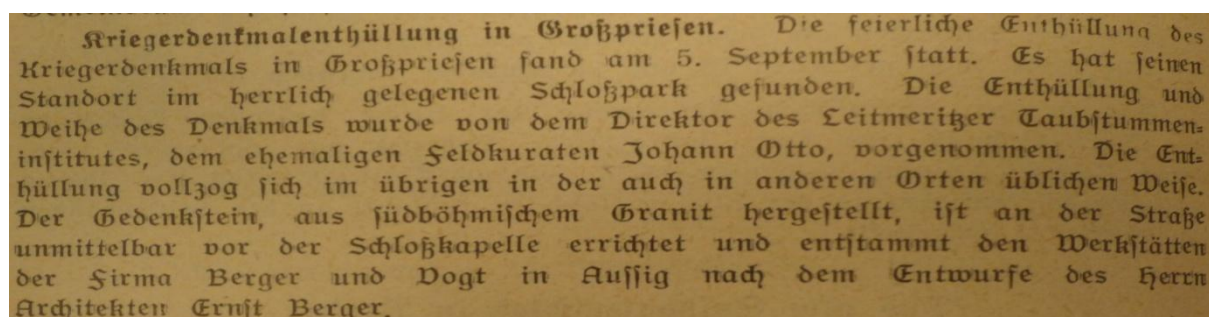 Kriegerdenkmalenthüllung in Großpriesen. Die feierliche Enthüllung des
Kriegerdenkmals in Großpriesen fand am 5. September statt. Es hat seinen
Standort im herrlich gelegenen Schloßpark gefunden. Die Enthüllung und
Weihe des Denkmals wurde von dem Direktor des Leitmeritzer Taubstummen-
institutes, dem ehemaligen Feldkuraten Johann Otto, vorgenommen. Die Ent-
hüllung vollzog sich im übrigen in der auch in anderen Orten üblichen Weise.
Der Gedenkstein, aus südböhmischem Granit hergestellt, ist an der Straße
unmittelbar vor der Schloßkapelle errichtet und entstammt den Werkstätten
der Firma Berger und Vogt in Aussig nach dem Entwurfe des Herrn
Architekten Ernst Berger.